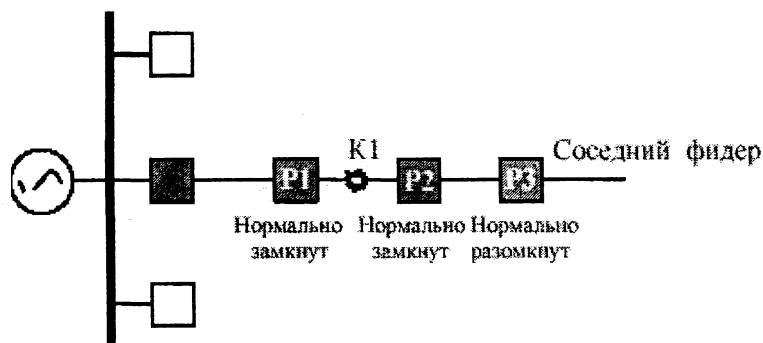 К1
Соседний фидер
Р1
Р2
Р3
Нормально
замкнут
Нормально
замкнут
Нормально
разомкнут